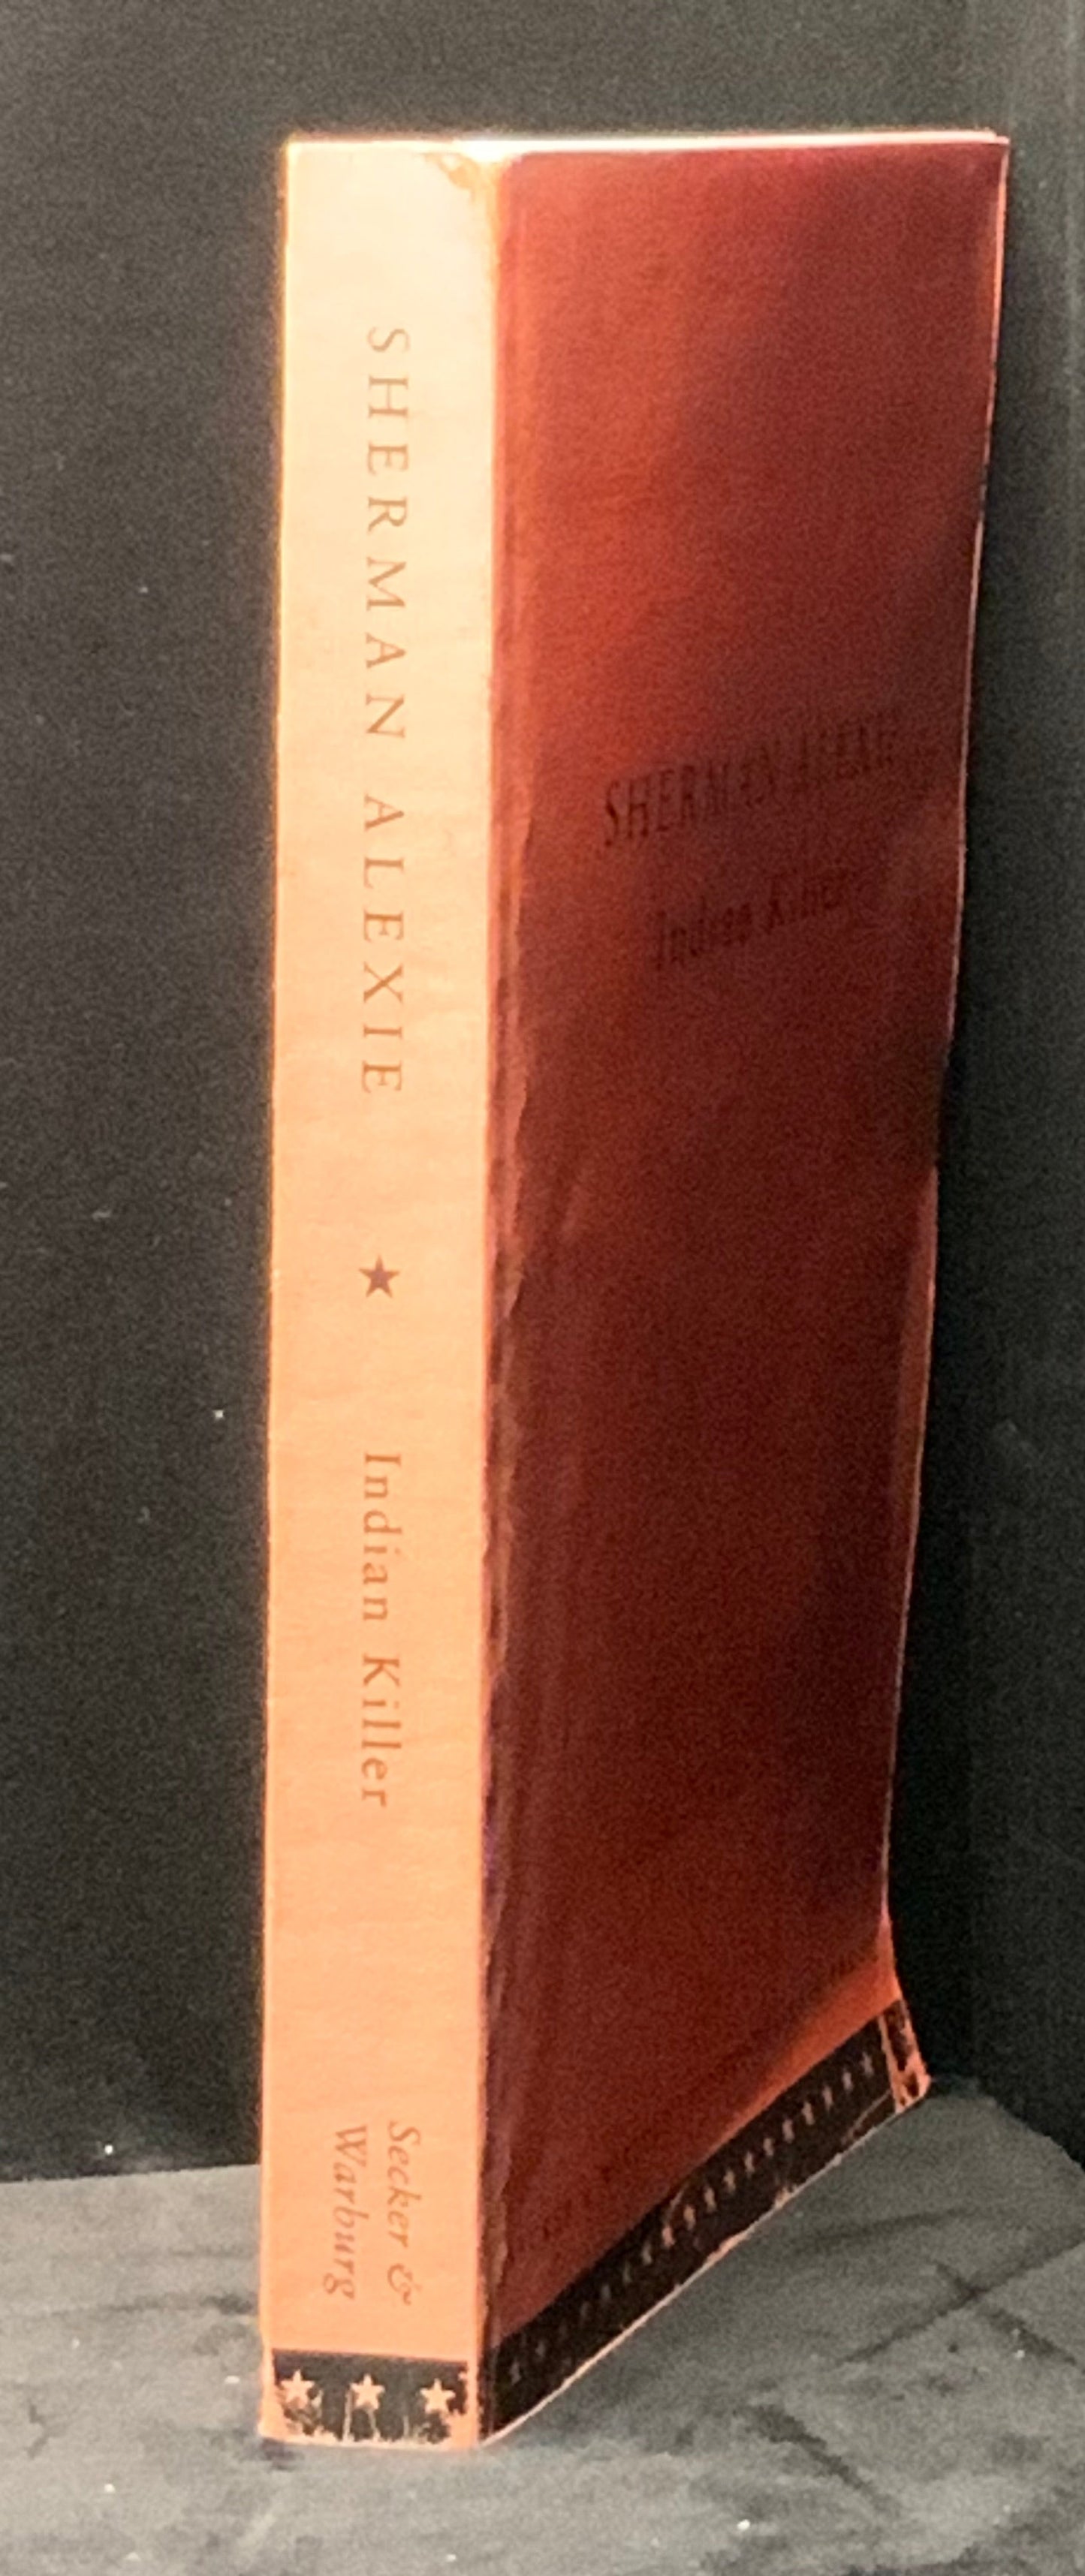 SHERMAN ALEXIE ★ Indian Killer
Secker &
Warburg
SHERMAN ALEXIE
Indian Killer